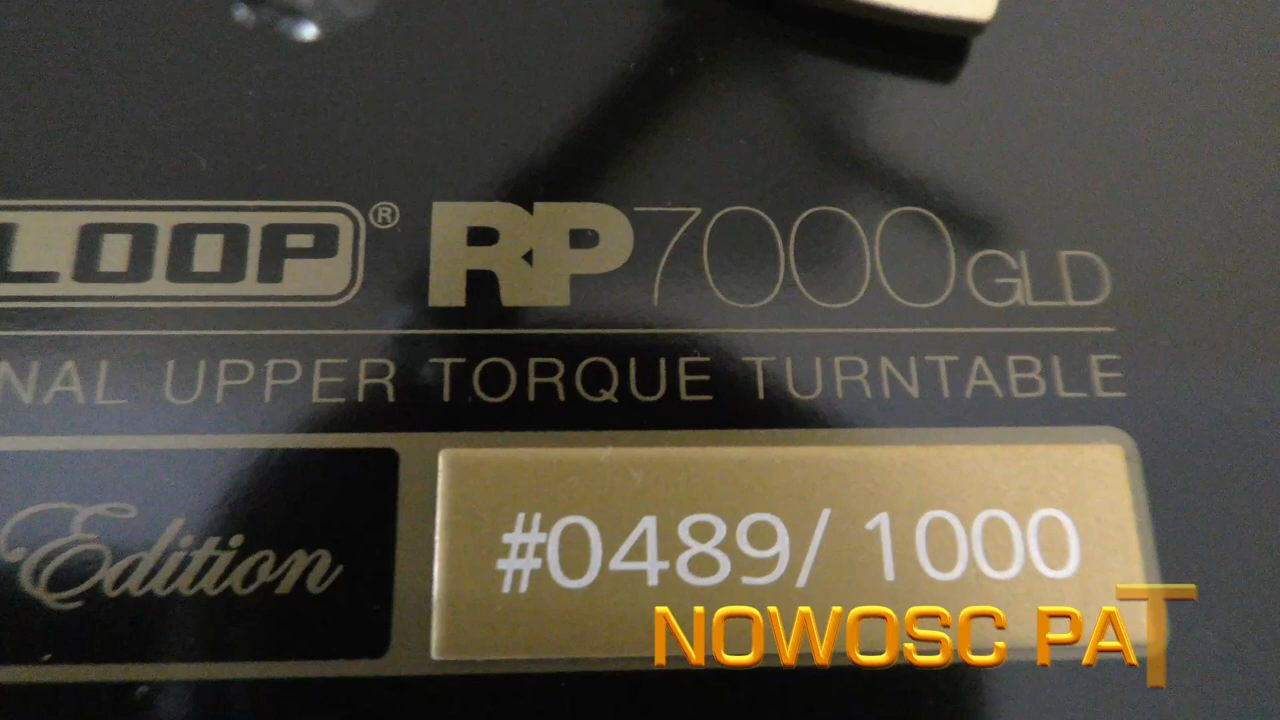 LOOP® RP7000GLD
NAL UPPER TORQUE TURNTABLE
Edition
#0489/1000
NOWOSC PAT